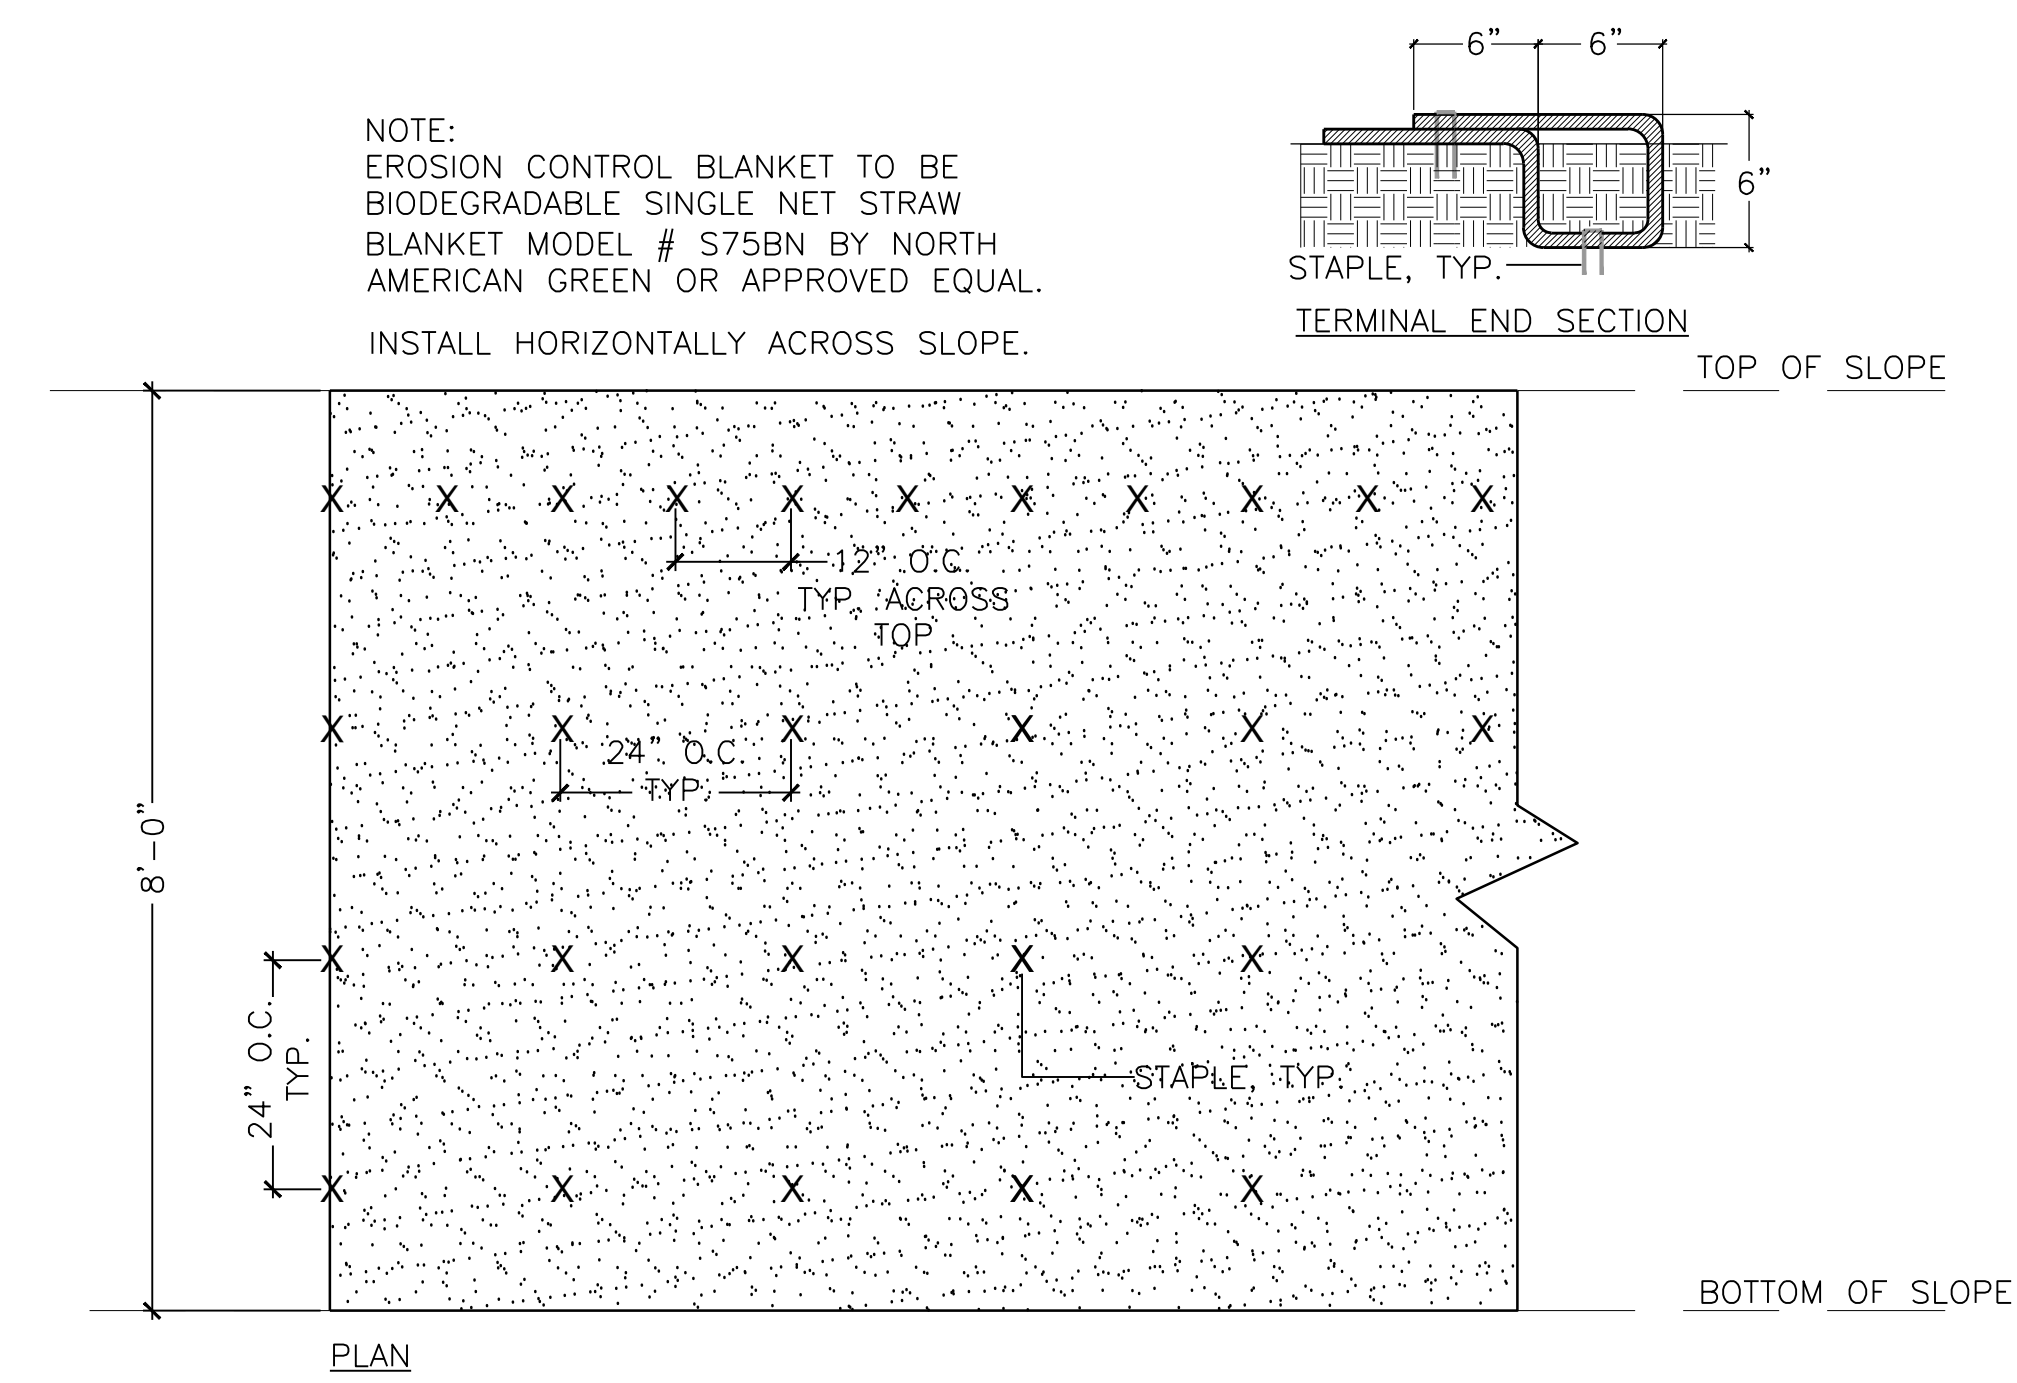 6" 6"
NOTE:
EROSION CONTROL BLANKET TO BE
BIODEGRADABLE SINGLE NET STRAW
BLANKET MODEL # S75BN BY NORTH
AMERICAN GREEN OR APPROVED EQUAL.
INSTALL HORIZONTALLY ACROSS SLOPE.
6"
STAPLE, TYP.
TERMINAL END SECTION
TOP OF SLOPE
X X X X X X X X X X X
12" O.C.
TYP. ACROSS
TOP
X X X X X X
24" O.C.
TYP.
8'-0"
X X X X X
24" O.C.
TYP.
STAPLE, TYP.
X X X X X
BOTTOM OF SLOPE
PLAN